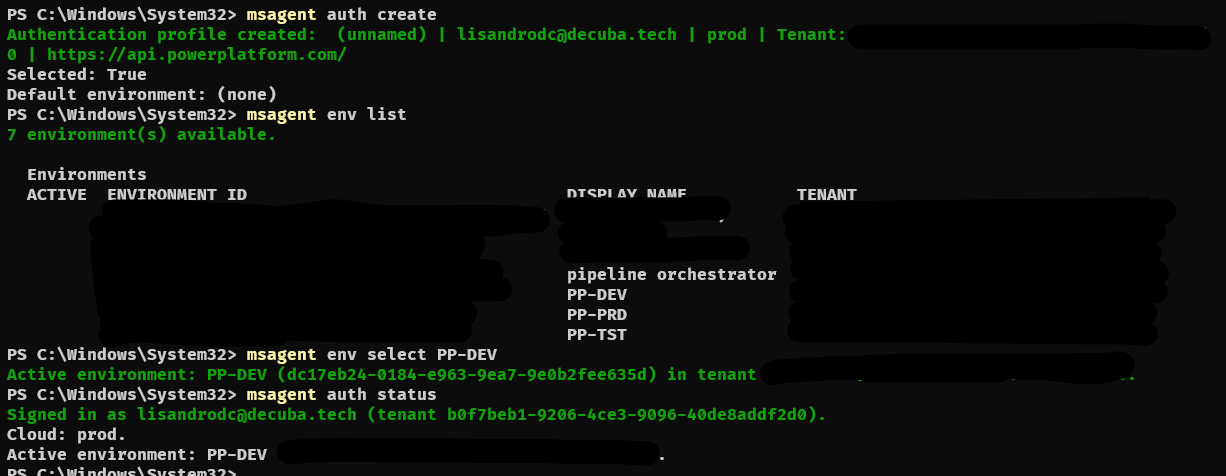 PS C:\Windows\System32> msagent auth create
Authentication profile created:  (unnamed) | lisandrodc@decuba.tech | prod | Tenant:
0 | https://api.powerplatform.com/
Selected: True
Default environment: (none)
PS C:\Windows\System32> msagent env list
7 environment(s) available.
Environments
ACTIVE  ENVIRONMENT ID DISPLAY NAME TENANT
pipeline orchestrator
PP-DEV
PP-PRD
PP-TST
PS C:\Windows\System32> msagent env select PP-DEV
Active environment: PP-DEV (dc17eb24-0184-e963-9ea7-9e0b2fee635d) in tenant .
PS C:\Windows\System32> msagent auth status
Signed in as lisandrodc@decuba.tech (tenant b0f7beb1-9206-4ce3-9096-40de8addf2d0).
Cloud: prod.
Active environment: PP-DEV .
PS C:\Windows\System32>